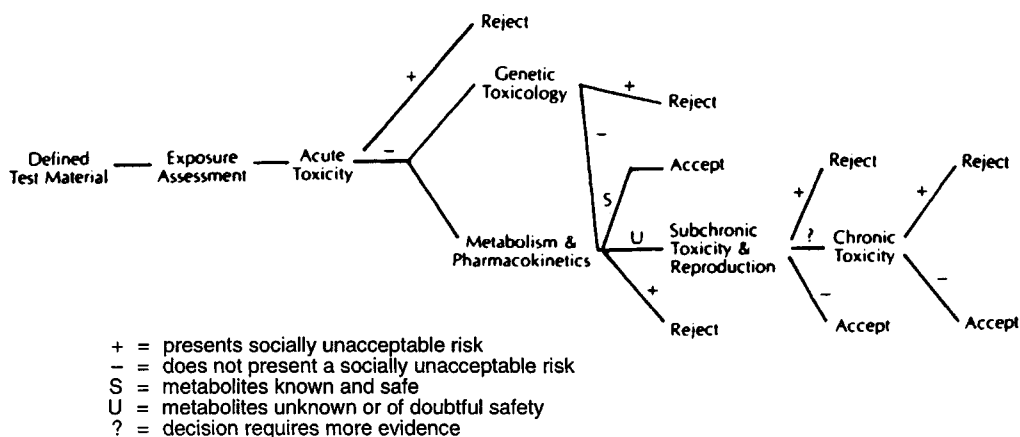 Reject
+
Genetic
Toxicology
+
Reject
−
Defined
Test Material
Exposure
Assessment
Acute
Toxicity
−
Accept
S
Metabolism &
Pharmacokinetics
U
Subchronic
Toxicity &
Reproduction
+
Reject
?
Chronic
Toxicity
+
Reject
+
Reject
−
Accept
−
Accept
+ = presents socially unacceptable risk
− = does not present a socially unacceptable risk
S = metabolites known and safe
U = metabolites unknown or of doubtful safety
? = decision requires more evidence